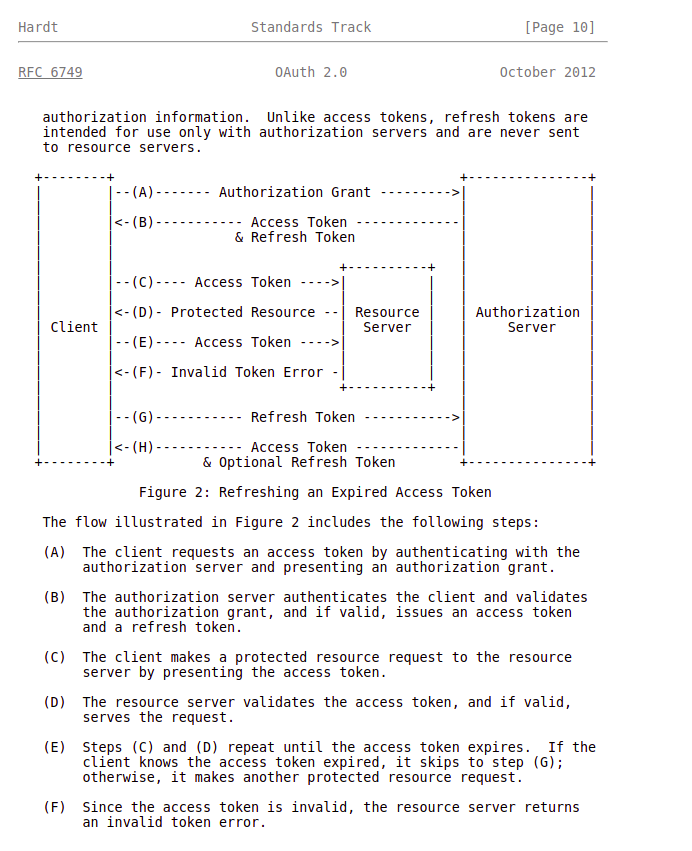 Hardt                       Standards Track                   [Page 10]
RFC 6749                        OAuth 2.0                   October 2012
authorization information.  Unlike access tokens, refresh tokens are
intended for use only with authorization servers and are never sent
to resource servers.
+--------+                                           +---------------+
|        |--(A)------- Authorization Grant --------->|               |
|        |                                           |               |
|        |<-(B)----------- Access Token -------------|               |
|        |               & Refresh Token             |               |
|        |                                           |               |
|        |                            +----------+   |               |
|        |--(C)---- Access Token ---->|          |   |               |
|        |                            |          |   |               |
|        |<-(D)- Protected Resource --| Resource |   | Authorization |
| Client |                            |  Server  |   |     Server    |
|        |--(E)---- Access Token ---->|          |   |               |
|        |                            |          |   |               |
|        |<-(F)- Invalid Token Error -|          |   |               |
|        |                            +----------+   |               |
|        |                                           |               |
|        |--(G)----------- Refresh Token ----------->|               |
|        |                                           |               |
|        |<-(H)----------- Access Token -------------|               |
+--------+           & Optional Refresh Token        +---------------+
Figure 2: Refreshing an Expired Access Token
The flow illustrated in Figure 2 includes the following steps:
(A)  The client requests an access token by authenticating with the
authorization server and presenting an authorization grant.
(B)  The authorization server authenticates the client and validates
the authorization grant, and if valid, issues an access token
and a refresh token.
(C)  The client makes a protected resource request to the resource
server by presenting the access token.
(D)  The resource server validates the access token, and if valid,
serves the request.
(E)  Steps (C) and (D) repeat until the access token expires.  If the
client knows the access token expired, it skips to step (G);
otherwise, it makes another protected resource request.
(F)  Since the access token is invalid, the resource server returns
an invalid token error.